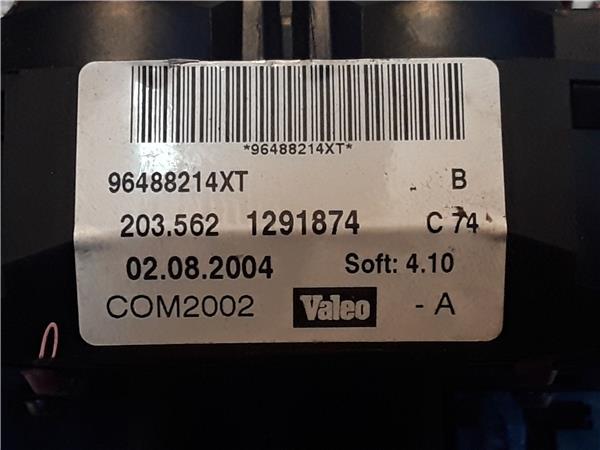 *96488214XT*
96488214XT B
203.562 1291874 C 74
02.08.2004 Soft: 4.10
COM2002 Valeo - A